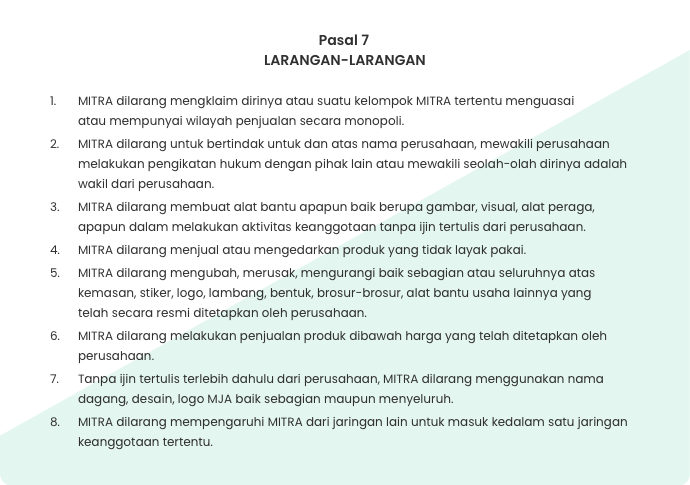 Pasal 7
LARANGAN-LARANGAN
1. MITRA dilarang mengklaim dirinya atau suatu kelompok MITRA tertentu menguasai
atau mempunyai wilayah penjualan secara monopoli.
2. MITRA dilarang untuk bertindak untuk dan atas nama perusahaan, mewakili perusahaan
melakukan pengikatan hukum dengan pihak lain atau mewakili seolah-olah dirinya adalah
wakil dari perusahaan.
3. MITRA dilarang membuat alat bantu apapun baik berupa gambar, visual, alat peraga,
apapun dalam melakukan aktivitas keanggotaan tanpa ijin tertulis dari perusahaan.
4. MITRA dilarang menjual atau mengedarkan produk yang tidak layak pakai.
5. MITRA dilarang mengubah, merusak, mengurangi baik sebagian atau seluruhnya atas
kemasan, stiker, logo, lambang, bentuk, brosur-brosur, alat bantu usaha lainnya yang
telah secara resmi ditetapkan oleh perusahaan.
6. MITRA dilarang melakukan penjualan produk dibawah harga yang telah ditetapkan oleh
perusahaan.
7. Tanpa ijin tertulis terlebih dahulu dari perusahaan, MITRA dilarang menggunakan nama
dagang, desain, logo MJA baik sebagian maupun menyeluruh.
8. MITRA dilarang mempengaruhi MITRA dari jaringan lain untuk masuk kedalam satu jaringan
keanggotaan tertentu.